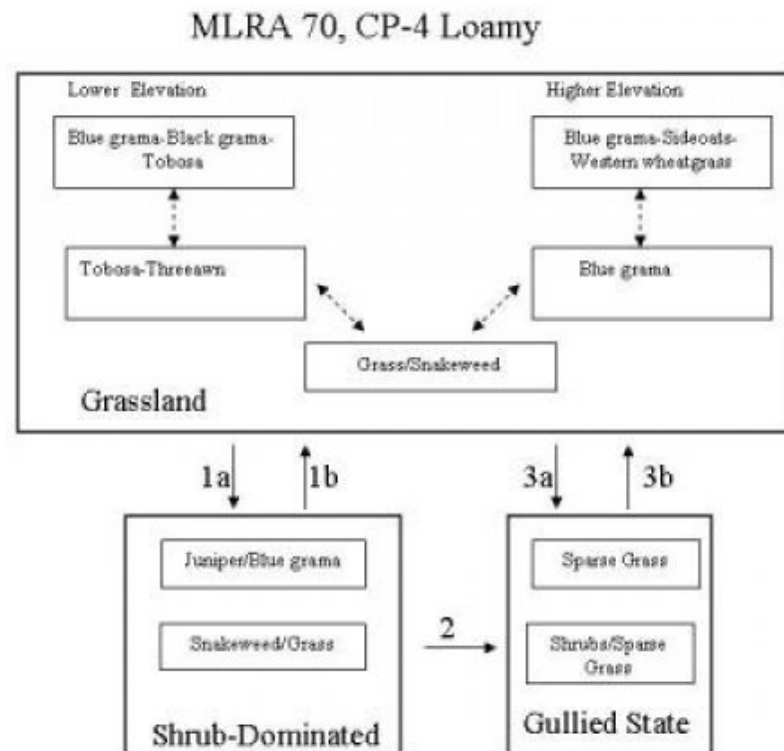 MLRA 70, CP-4 Loamy
Lower Elevation
Higher Elevation
Blue grama-Black grama-
Tobosa
Blue grama-Sideoats-
Western wheatgrass
Tobosa-Threeawn
Blue grama
Grass/Snakeweed
Grassland
1a
1b
3a
3b
Juniper/Blue grama
Snakeweed/Grass
Shrub-Dominated
2
Sparse Grass
Shrubs/Sparse
Grass
Gullied State